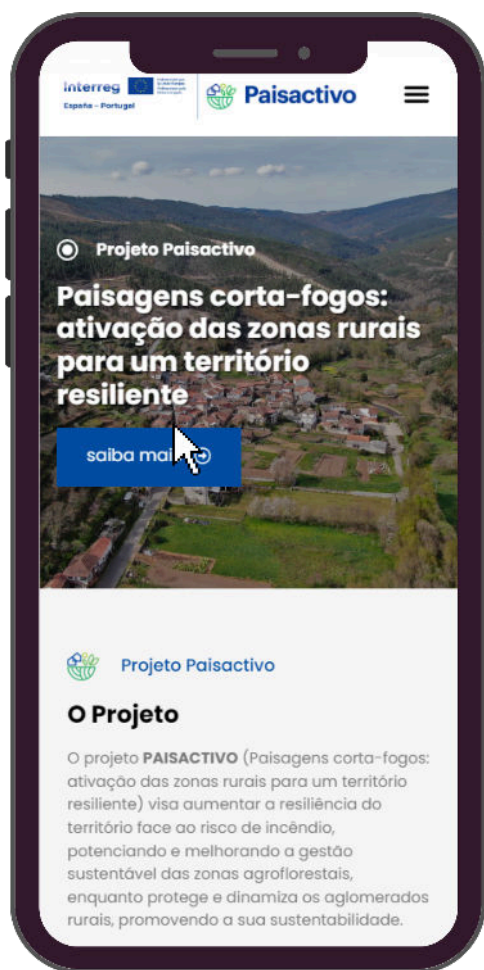 Interreg
España - Portugal
Paisactivo
Projeto Paisactivo
Paisagens corta-fogos:
ativação das zonas rurais
para um território
resiliente
saiba mai
Projeto Paisactivo
O Projeto
O projeto PAISACTIVO (Paisagens corta-fogos:
ativação das zonas rurais para um território
resiliente) visa aumentar a resiliência do
território face ao risco de incêndio,
potenciando e melhorando a gestão
sustentável das zonas agroflorestais,
enquanto protege e dinamiza os aglomerados
rurais, promovendo a sua sustentabilidade.